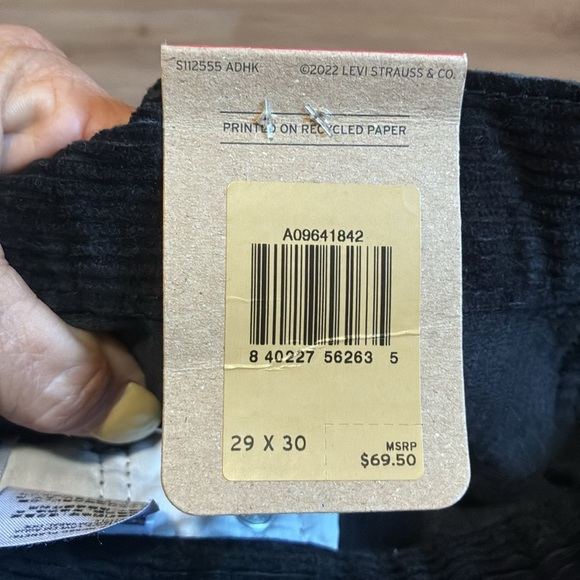 S112555 ADHK ©2022 LEVI STRAUSS & CO.
PRINTED ON RECYCLED PAPER
A09641842
8 40227 56263 5
29 X 30
MSRP
$69.50